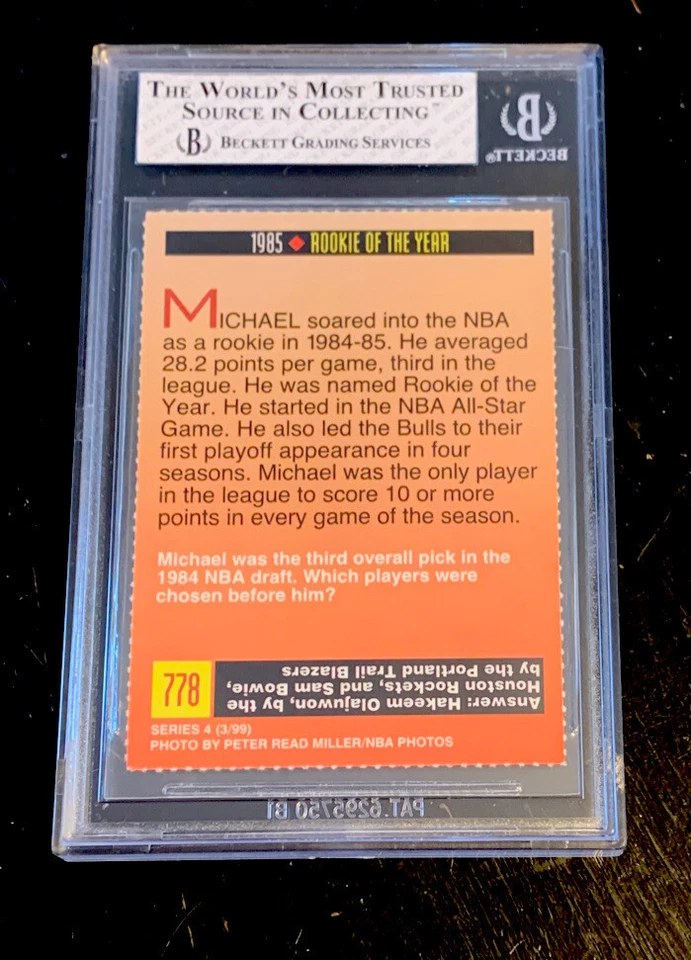 THE WORLD'S MOST TRUSTED
SOURCE IN COLLECTING™
B BECKETT GRADING SERVICES
B
BECKETT®
1985 ♦ ROOKIE OF THE YEAR
MICHAEL soared into the NBA
as a rookie in 1984-85. He averaged
28.2 points per game, third in the
league. He was named Rookie of the
Year. He started in the NBA All-Star
Game. He also led the Bulls to their
first playoff appearance in four
seasons. Michael was the only player
in the league to score 10 or more
points in every game of the season.
Michael was the third overall pick in the
1984 NBA draft. Which players were
chosen before him?
778
Answer: Hakeem Olajuwon, by the
Houston Rockets, and Sam Bowie,
by the Portland Trail Blazers
SERIES 4 (3/99)
PHOTO BY PETER READ MILLER/NBA PHOTOS
PAT. 6295750 B1